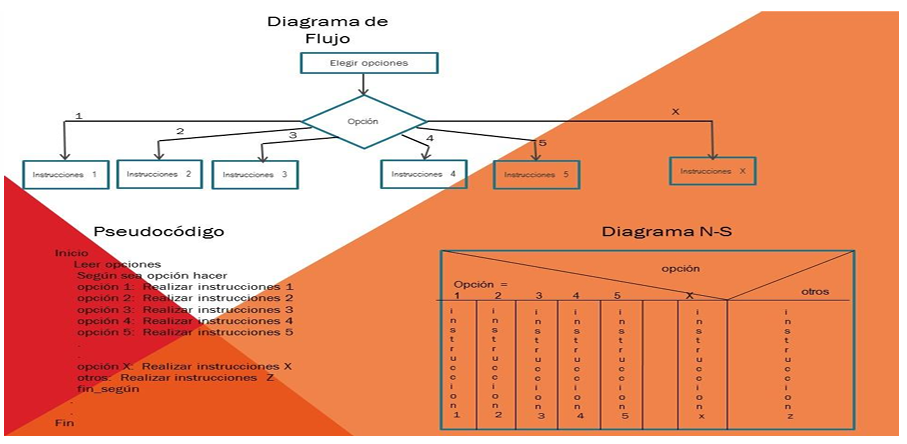 Diagrama de
Flujo
Elegir opciones
Opción
1
2
3
4
5
X
Instrucciones 1
Instrucciones 2
Instrucciones 3
Instrucciones 4
Instrucciones 5
Instrucciones X
Pseudocódigo
Inicio
Leer opciones
Según sea opción hacer
opción 1: Realizar instrucciones 1
opción 2: Realizar instrucciones 2
opción 3: Realizar instrucciones 3
opción 4: Realizar instrucciones 4
opción 5: Realizar instrucciones 5
.
.
opción X: Realizar instrucciones X
otros: Realizar instrucciones Z
fin_según
.
.
Fin
Diagrama N-S
opción
Opción =
1 2 3 4 5 X
otros
instruccion 1
instruccion 2
instruccion 3
instruccion 4
instruccion 5
instruccion x
instruccion z